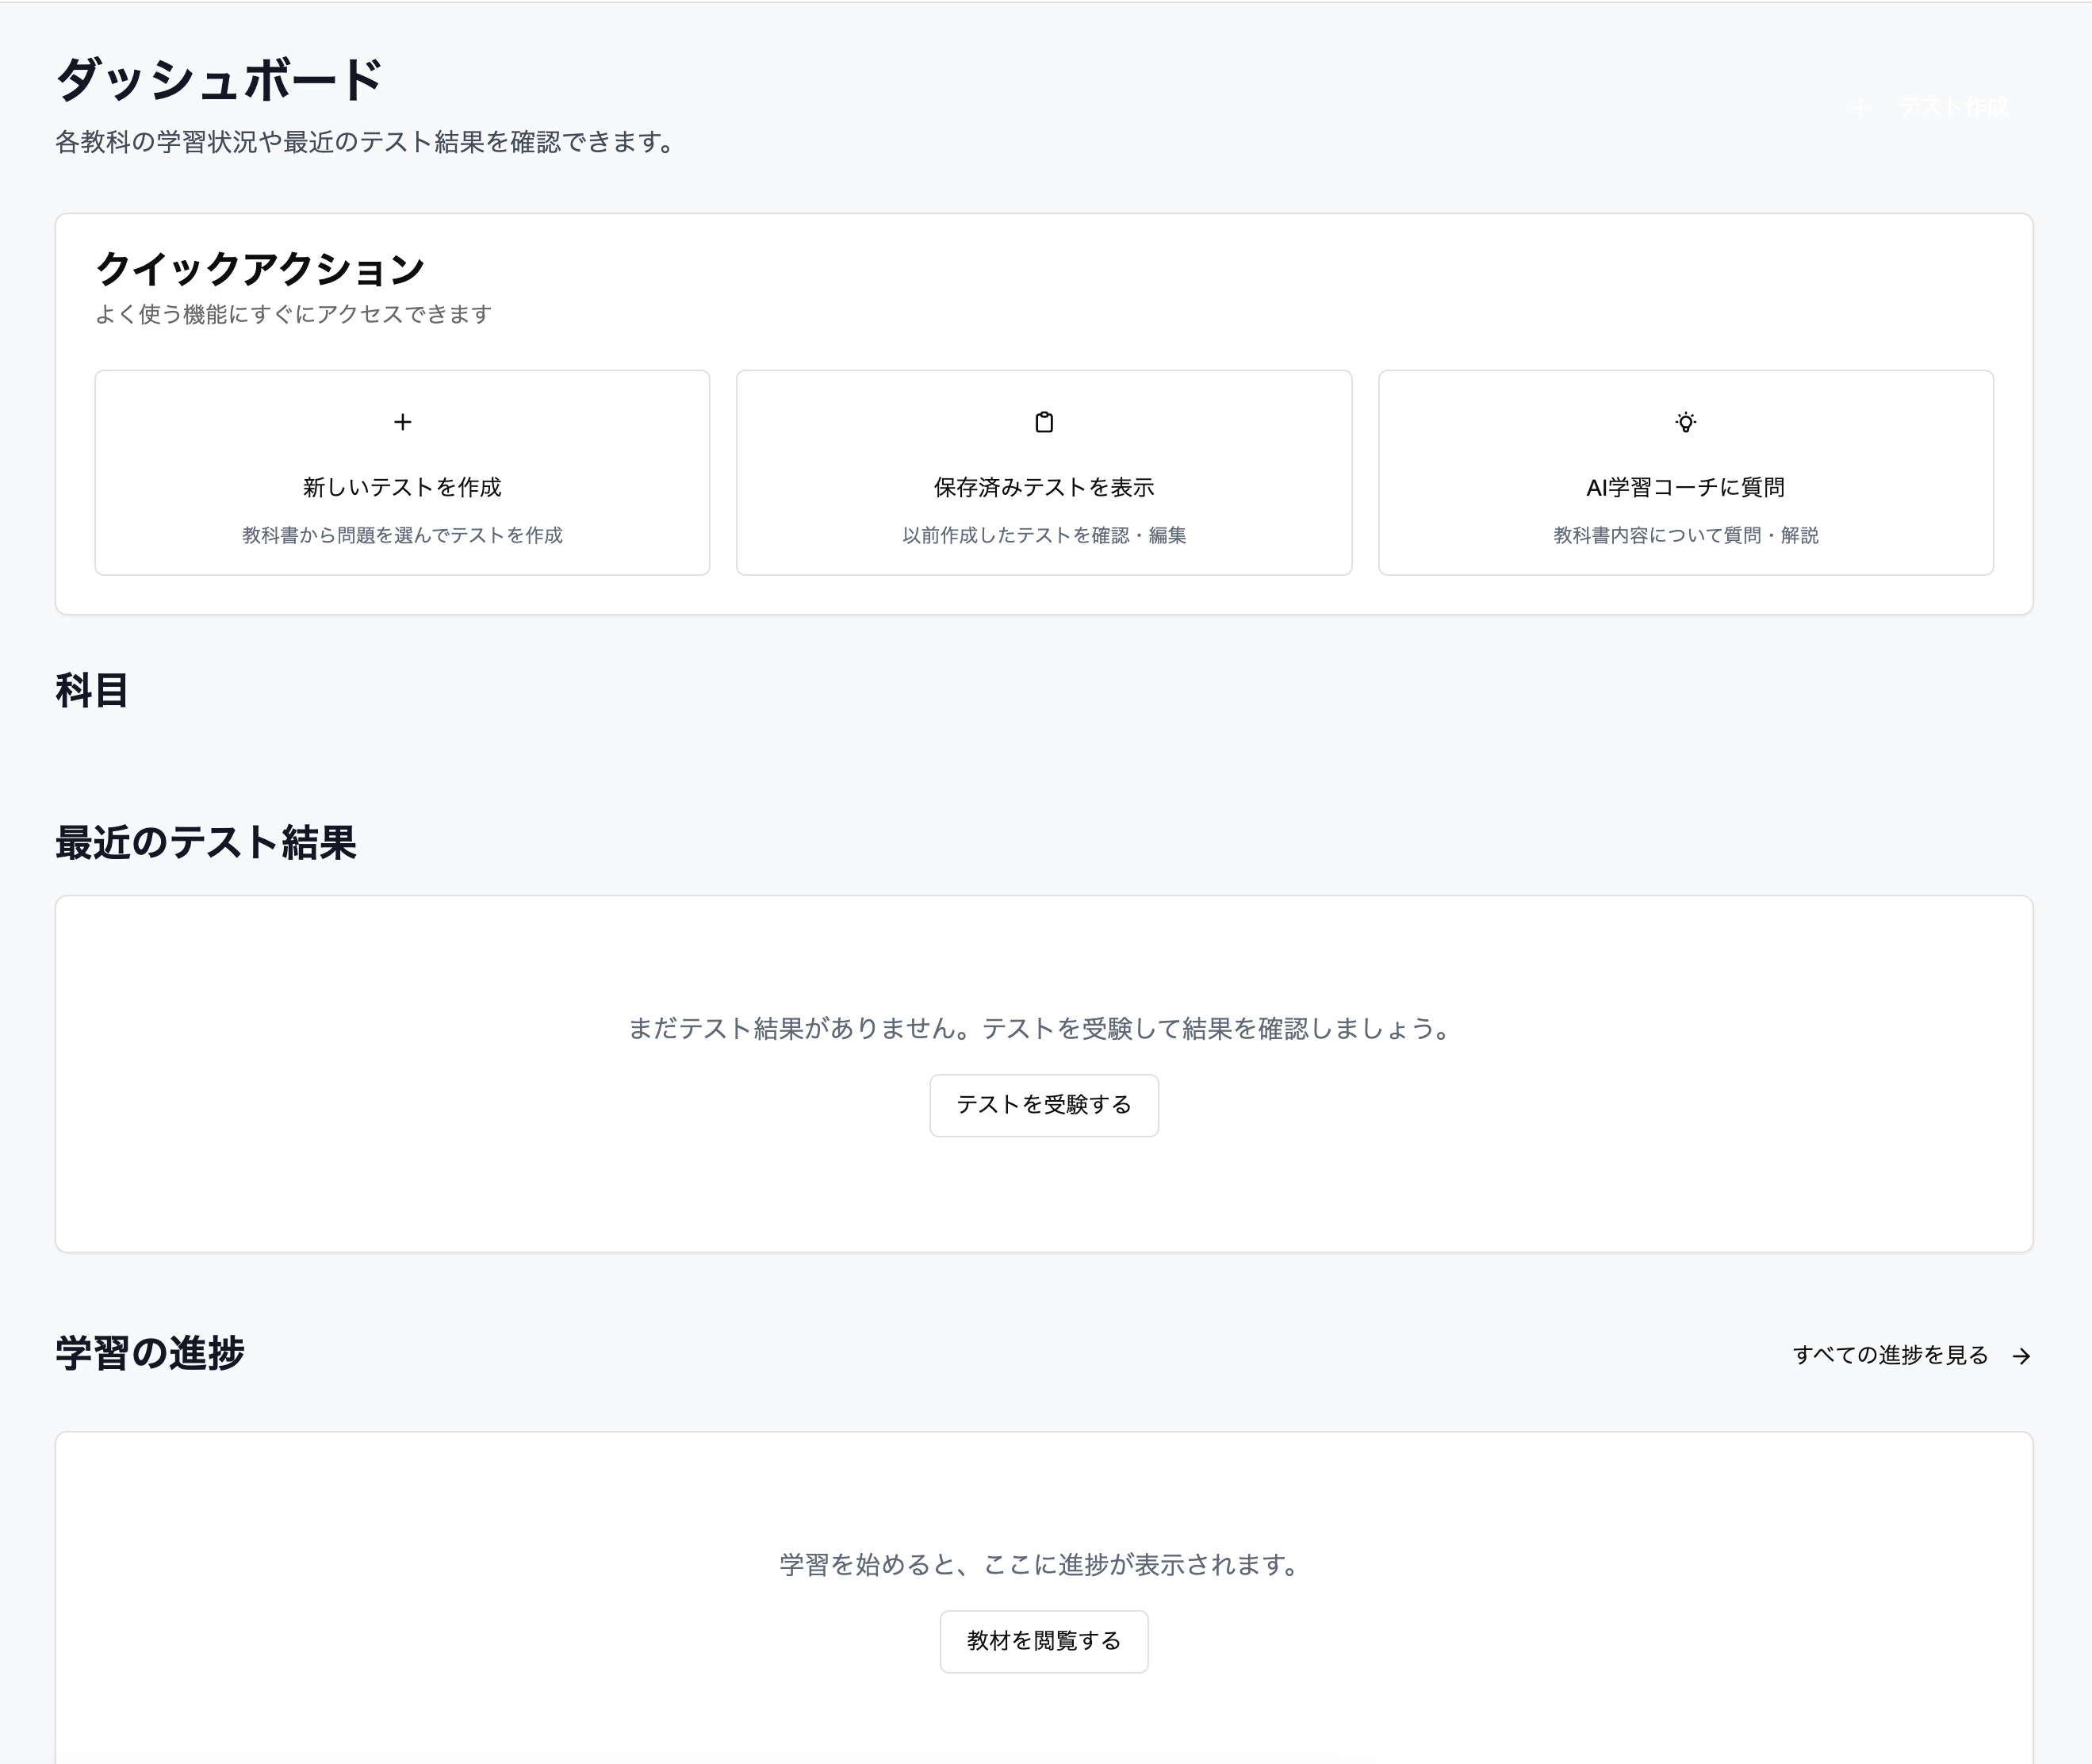 ダッシュボード
各教科の学習状況や最近のテスト結果を確認できます。
テスト作成
クイックアクション
よく使う機能にすぐにアクセスできます
新しいテストを作成
教科書から問題を選んでテストを作成
保存済みテストを表示
以前作成したテストを確認・編集
AI学習コーチに質問
教科書内容について質問・解説
科目
最近のテスト結果
まだテスト結果がありません。テストを受験して結果を確認しましょう。
テストを受験する
学習の進捗
すべての進捗を見る
学習を始めると、ここに進捗が表示されます。
教材を閲覧する